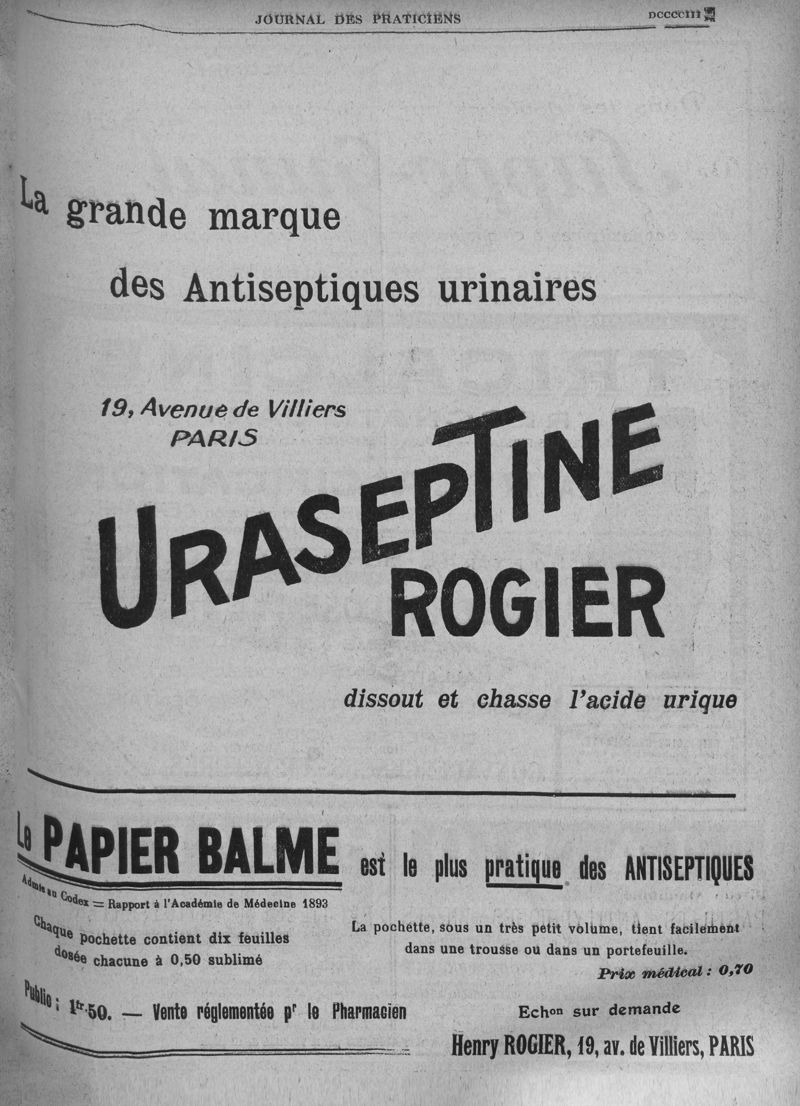 JOURNAL DES PRATICIENS
La grande marque
des Antiseptiques urinaires
19, Avenue de Villiers
PARIS
URASEPTINE
ROGIER
dissout et chasse l'acide urique
Le PAPIER BALME est le plus pratique des ANTISEPTIQUES
Admis au Codex = Rapport à l'Académie de Médecine 1893
Chaque pochette contient dix feuilles
dosée chacune à 0,50 sublimé
La pochette, sous un très petit volume, tient facilement
dans une trousse ou dans un portefeuille.
Prix médical : 0,70
Public : 1fr.50. — Vente réglementée pr le Pharmacien
Echon sur demande
Henry ROGIER, 19, av. de Villiers, PARIS